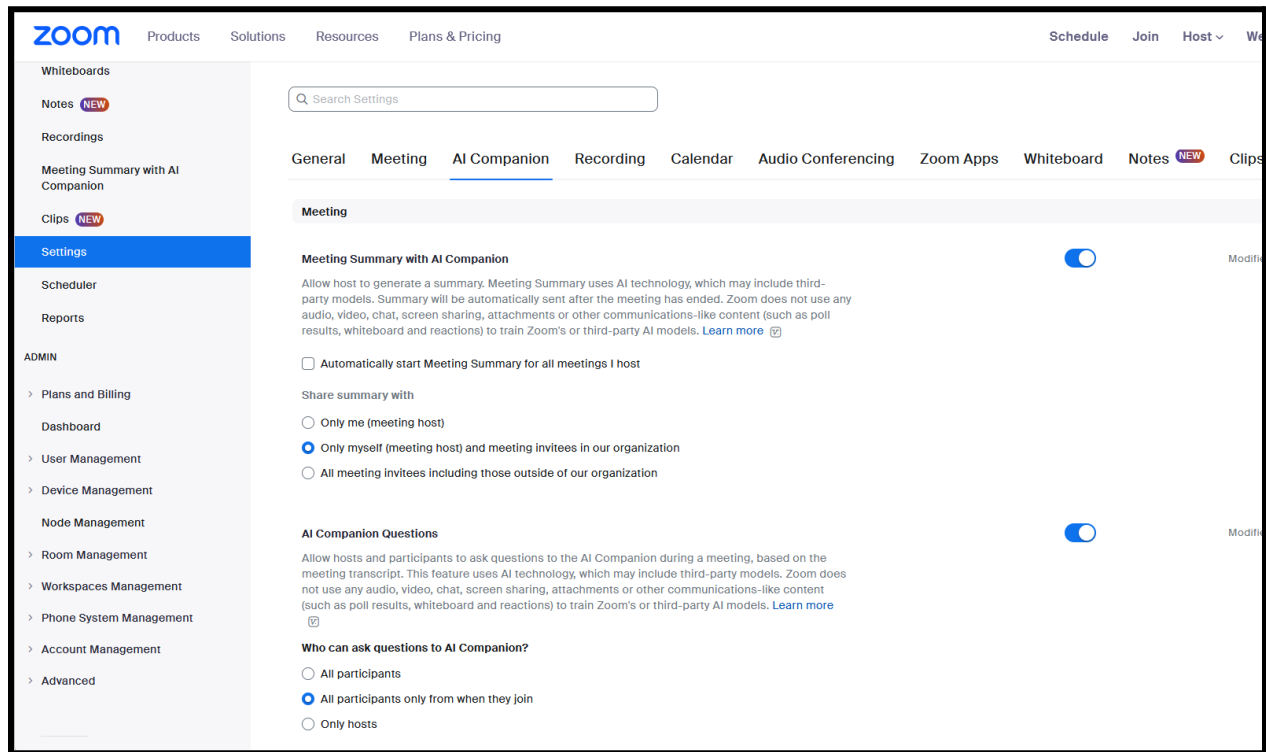 zoom
Products Solutions Resources Plans & Pricing
Schedule Join Host
Whiteboards
Notes NEW
Recordings
Meeting Summary with AI
Companion
Clips NEW
Settings
Scheduler
Reports
ADMIN
Plans and Billing
Dashboard
User Management
Device Management
Node Management
Room Management
Workspaces Management
Phone System Management
Account Management
Advanced
Search Settings
General Meeting AI Companion Recording Calendar Audio Conferencing Zoom Apps Whiteboard Notes NEW Clips
Meeting
Meeting Summary with AI Companion
Allow host to generate a summary. Meeting Summary uses AI technology, which may include third-
party models. Summary will be automatically sent after the meeting has ended. Zoom does not use any
audio, video, chat, screen sharing, attachments or other communications-like content (such as poll
results, whiteboard and reactions) to train Zoom's or third-party AI models. Learn more
Automatically start Meeting Summary for all meetings I host
Share summary with
Only me (meeting host)
Only myself (meeting host) and meeting invitees in our organization
All meeting invitees including those outside of our organization
AI Companion Questions
Allow hosts and participants to ask questions to the AI Companion during a meeting, based on the
meeting transcript. This feature uses AI technology, which may include third-party models. Zoom does
not use any audio, video, chat, screen sharing, attachments or other communications-like content
(such as poll results, whiteboard and reactions) to train Zoom's or third-party AI models. Learn more
Who can ask questions to AI Companion?
All participants
All participants only from when they join
Only hosts